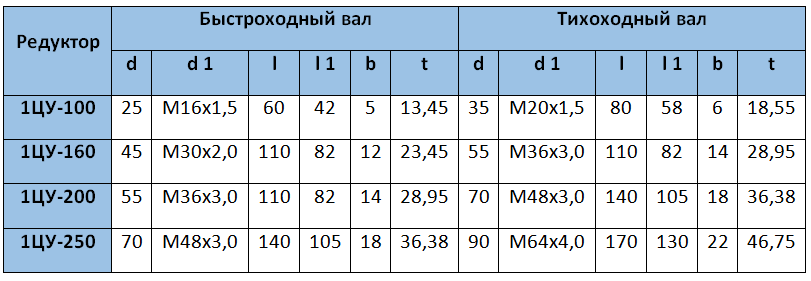 Редуктор Быстроходный вал Тихоходный вал
d d 1 l l 1 b t d d 1 l l 1 b t
1ЦУ-100 25 М16х1,5 60 42 5 13,45 35 М20х1,5 80 58 6 18,55
1ЦУ-160 45 М30х2,0 110 82 12 23,45 55 М36х3,0 110 82 14 28,95
1ЦУ-200 55 М36х3,0 110 82 14 28,95 70 М48х3,0 140 105 18 36,38
1ЦУ-250 70 М48х3,0 140 105 18 36,38 90 М64х4,0 170 130 22 46,75